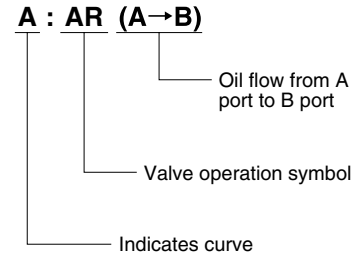 A : AR (A→B)
Oil flow from A
port to B port
Valve operation symbol
Indicates curve